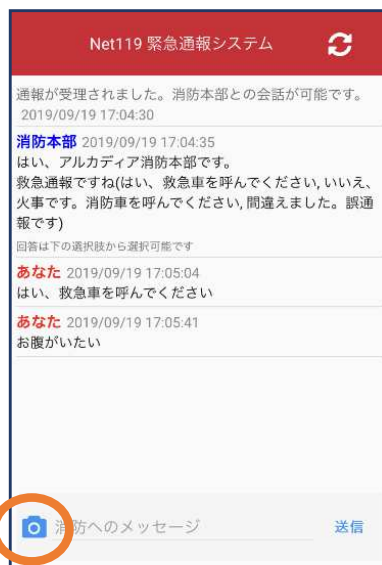 Net119 緊急通報システム
通報が受理されました。消防本部との会話が可能です。
2019/09/19 17:04:30
消防本部 2019/09/19 17:04:35
はい、アルカディア消防本部です。
救急通報ですね(はい、救急車を呼んでください, いいえ、
火事です。消防車を呼んでください, 間違えました。誤通
報です)
回答は下の選択肢から選択可能です
あなた 2019/09/19 17:05:04
はい、救急車を呼んでください
あなた 2019/09/19 17:05:41
お腹がいたい
消防へのメッセージ 送信